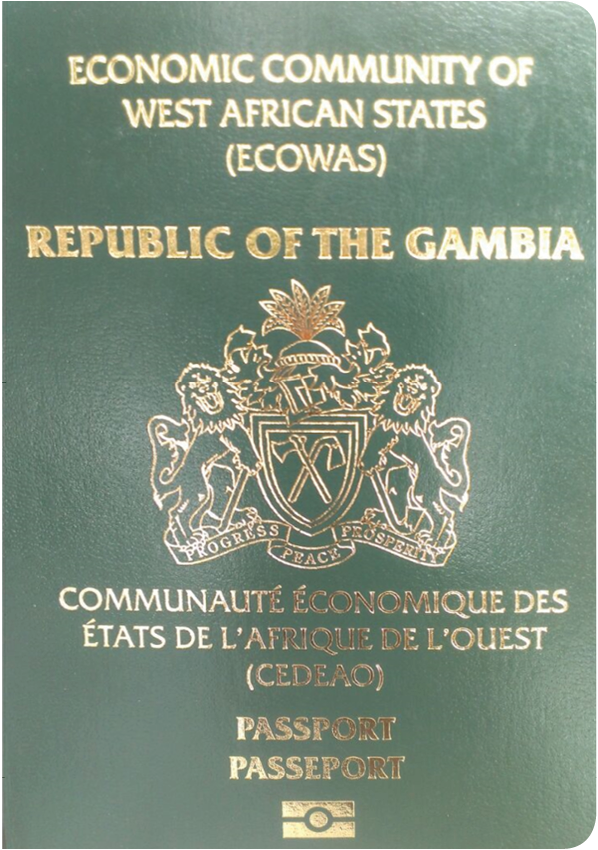 ECONOMIC COMMUNITY OF
WEST AFRICAN STATES
(ECOWAS)
REPUBLIC OF THE GAMBIA
PROGRESS PEACE PROSPERITY
COMMUNAUTÉ ÉCONOMIQUE DES
ÉTATS DE L'AFRIQUE DE L'OUEST
(CEDEAO)
PASSPORT
PASSEPORT